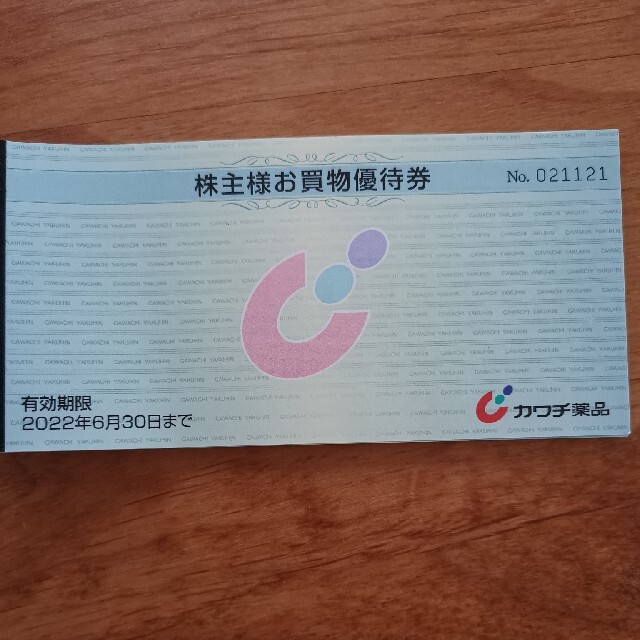 株主様お買物優待券
No. 021121
有効期限
2022年6月30日まで
カワチ薬品